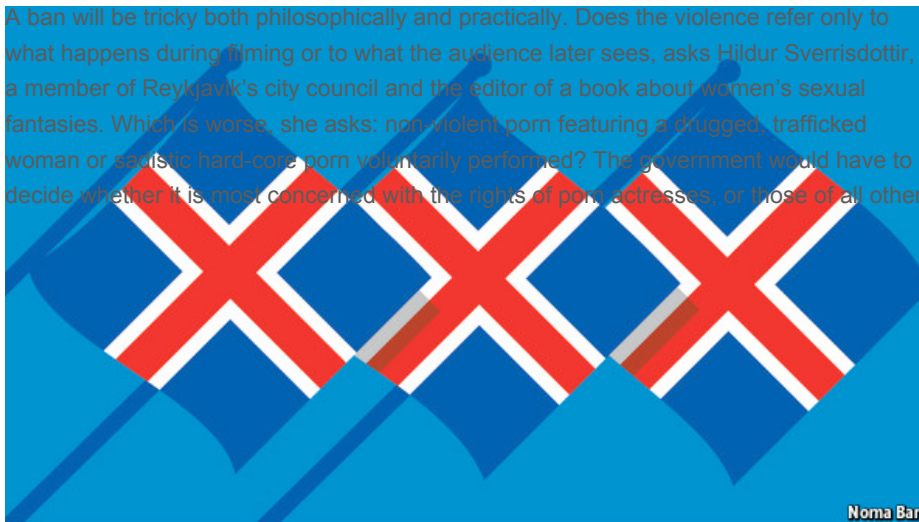 A ban will be tricky both philosophically and practically. Does the violence refer only to
what happens during filming or to what the audience later sees, asks Hildur Sverrisdottir,
a member of Reykjavik's city council and the editor of a book about women's sexual
fantasies. Which is worse, she asks: non-violent porn featuring a drugged, trafficked
woman or sadistic hard-core porn voluntarily performed? The government would have to
decide whether it is most concerned with the rights of porn actresses, or those of all other
Noma Bar